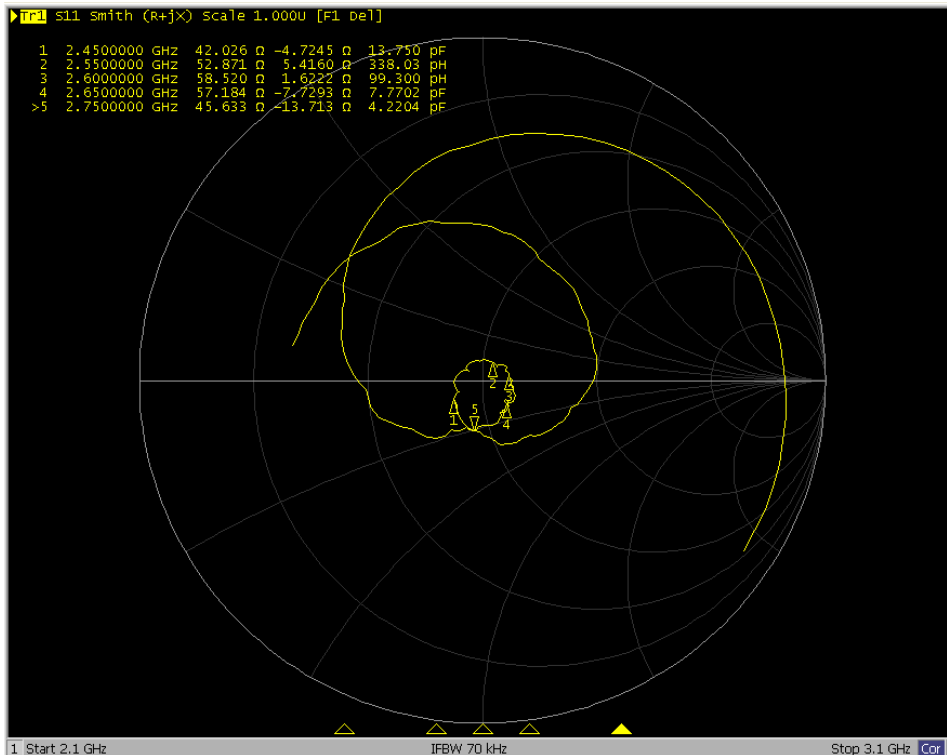 Tr1 S11 Smith (R+jX) Scale 1.000U [F1 Del]
1 2.4500000 GHz 42.026 Ω -4.7245 Ω 13.750 pF
2 2.5500000 GHz 52.871 Ω 5.4160 Ω 338.03 pH
3 2.6000000 GHz 58.520 Ω 1.6222 Ω 99.300 pH
4 2.6500000 GHz 57.184 Ω -7.7293 Ω 7.7702 pF
>5 2.7500000 GHz 45.633 Ω -13.713 Ω 4.2204 pF
2
3
1
5
4
1 Start 2.1 GHz IFBW 70 kHz Stop 3.1 GHz Cor